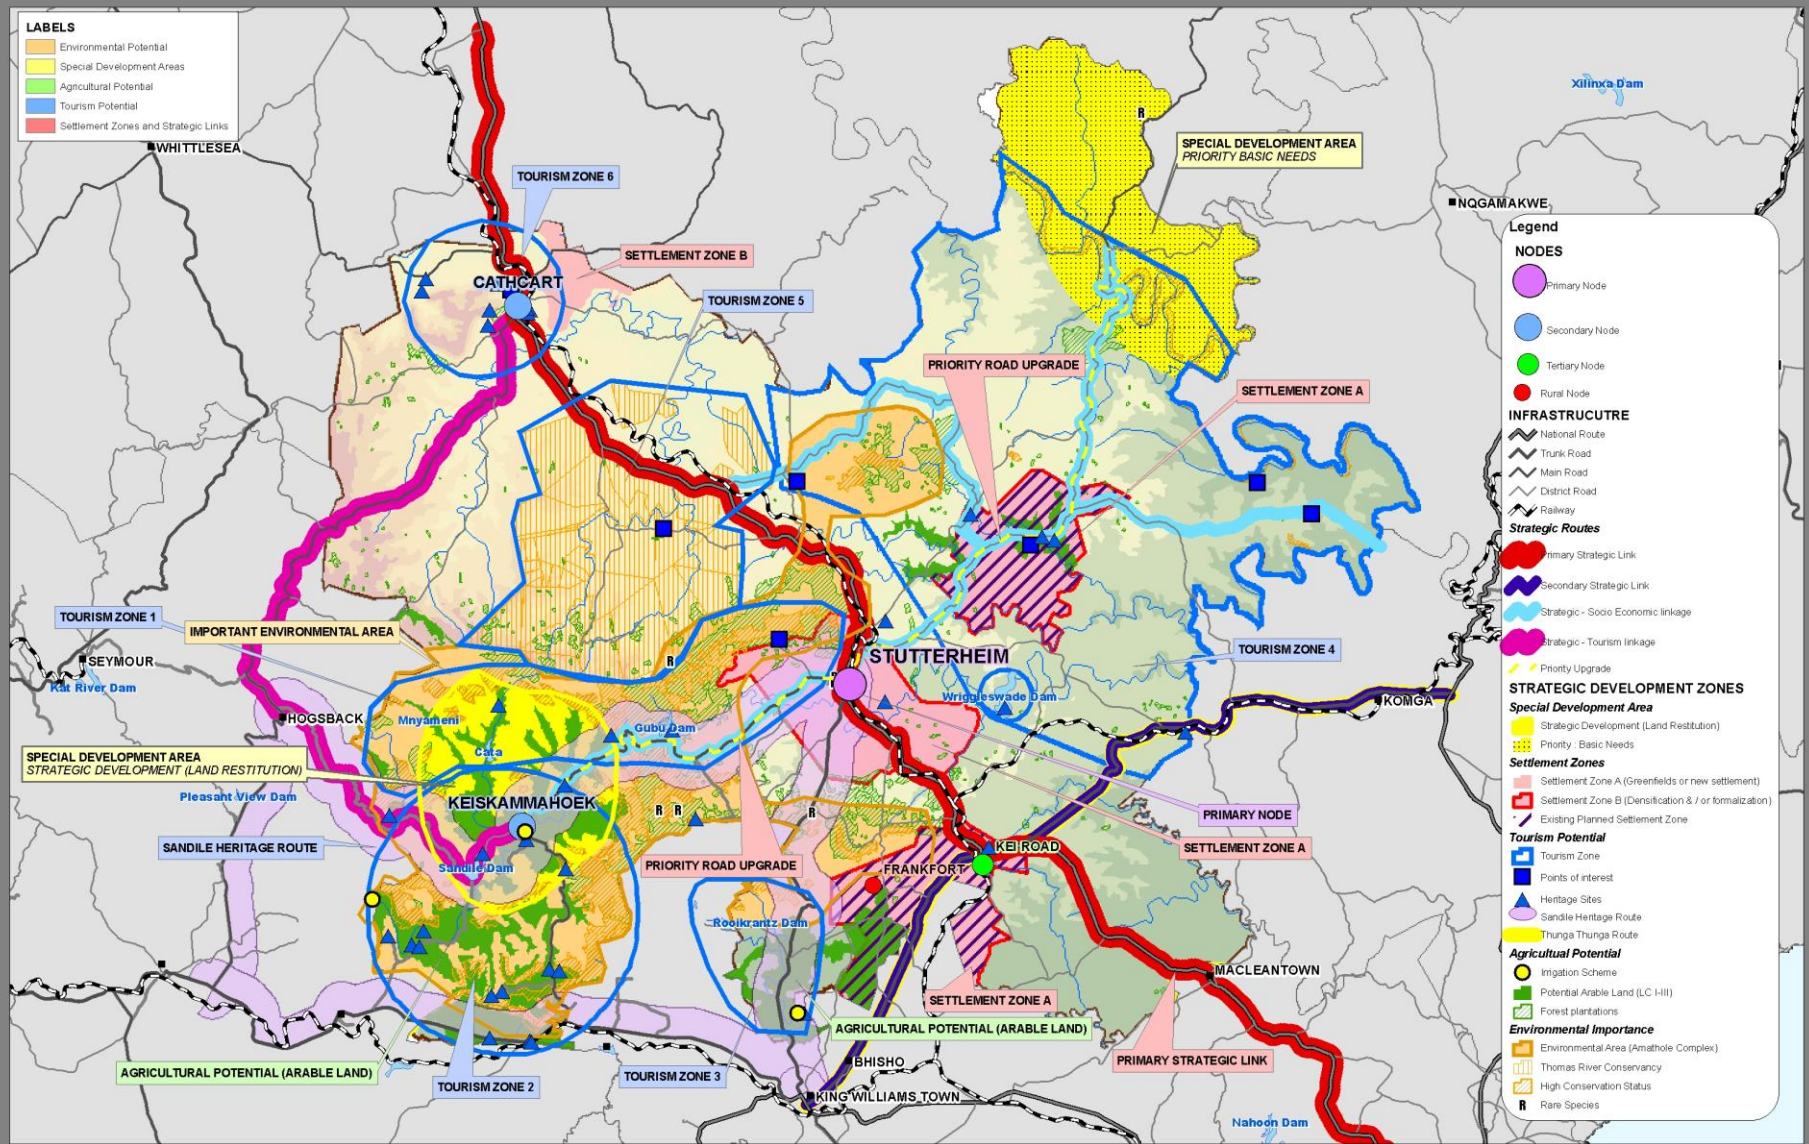 LABELS
Environmental Potential
Special Development Areas
Agricultural Potential
Tourism Potential
Settlement Zones and Strategic Links
Xilinxa Dam
R
WHITTLESEA
SPECIAL DEVELOPMENT AREA
PRIORITY BASIC NEEDS
TOURISM ZONE 6
NQGAMAKWE
SETTLEMENT ZONE B
CATHCART
TOURISM ZONE 5
PRIORITY ROAD UPGRADE
SETTLEMENT ZONE A
TOURISM ZONE 1
IMPORTANT ENVIRONMENTAL AREA
SEYMOUR
Kat River Dam
R
STUTTERHEIM
TOURISM ZONE 4
Wriggleswade Dam
KOMGA
HOGSBACK
Mnyameni
Gubu Dam
Cata
SPECIAL DEVELOPMENT AREA
STRATEGIC DEVELOPMENT (LAND RESTITUTION)
Pleasant View Dam
KEISKAMMAHOEK
R R
R
PRIMARY NODE
SANDILE HERITAGE ROUTE
Sandile Dam
PRIORITY ROAD UPGRADE
FRANKFORT
KEI ROAD
SETTLEMENT ZONE A
Rooikrantz Dam
MACLEANTOWN
SETTLEMENT ZONE A
AGRICULTURAL POTENTIAL (ARABLE LAND)
PRIMARY STRATEGIC LINK
AGRICULTURAL POTENTIAL (ARABLE LAND)
TOURISM ZONE 2
TOURISM ZONE 3
BHISHO
KING WILLIAMS TOWN
Nahoon Dam
Legend
NODES
Primary Node
Secondary Node
Tertiary Node
Rural Node
INFRASTRUCUTRE
National Route
Trunk Road
Main Road
District Road
Railway
Strategic Routes
Primary Strategic Link
Secondary Strategic Link
Strategic - Socio Economic linkage
Strategic - Tourism linkage
Priority Upgrade
STRATEGIC DEVELOPMENT ZONES
Special Development Area
Strategic Development (Land Restitution)
Priority : Basic Needs
Settlement Zones
Settlement Zone A (Greenfields or new settlement)
Settlement Zone B (Densification & / or formalization)
Existing Planned Settlement Zone
Tourism Potential
Tourism Zone
Points of interest
Heritage Sites
Sandile Heritage Route
Thunga Thunga Route
Agricultural Potential
Irrigation Scheme
Potential Arable Land (LC I-III)
Forest plantations
Environmental Importance
Environmental Area (Amathole Complex)
Thomas River Conservancy
High Conservation Status
R Rare Species